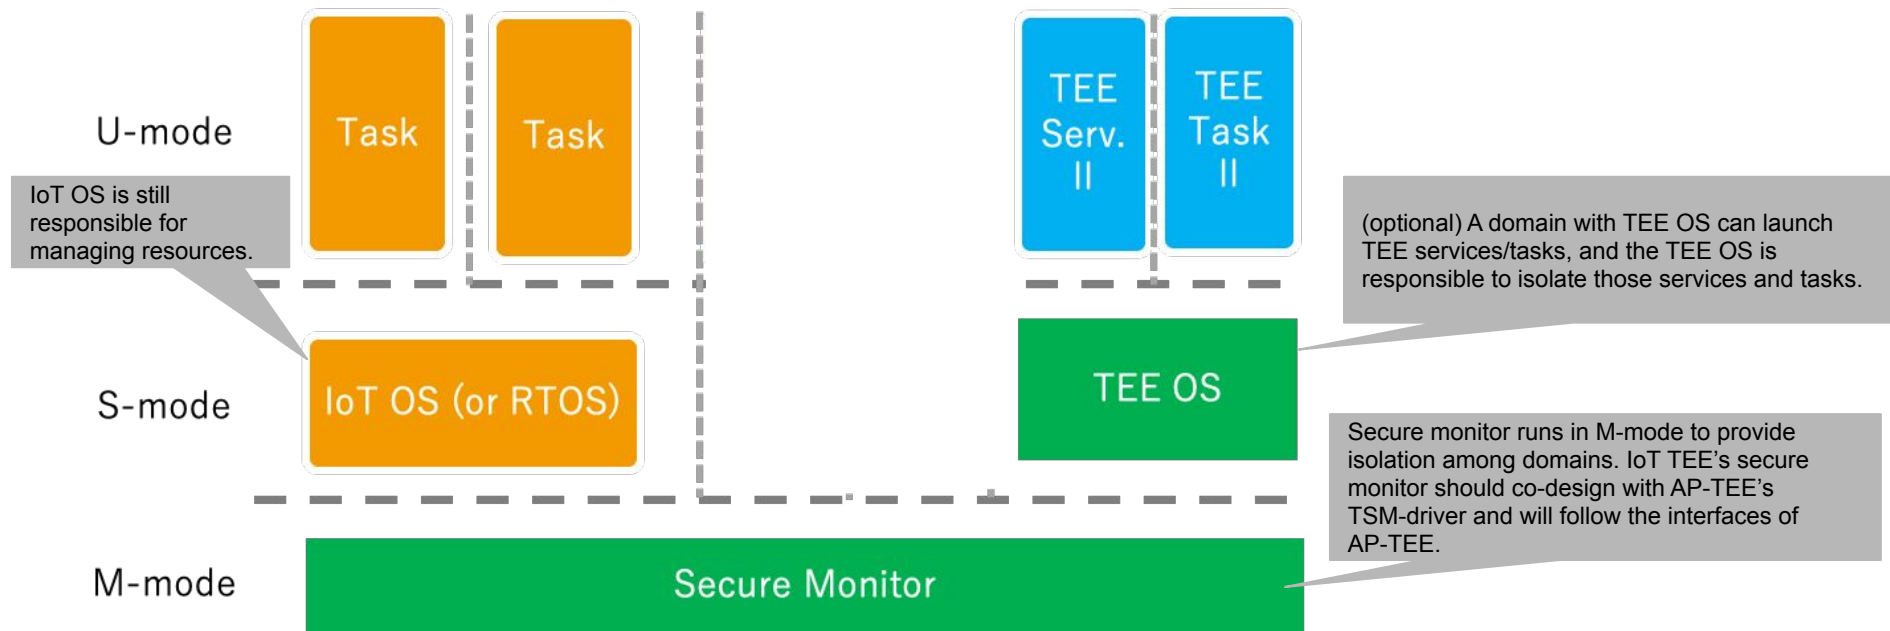 U-mode
Task
Task
TEE
Serv.
II
TEE
Task
II
IoT OS is still
responsible for
managing resources.
(optional) A domain with TEE OS can launch
TEE services/tasks, and the TEE OS is
responsible to isolate those services and tasks.
S-mode
IoT OS (or RTOS)
TEE OS
Secure monitor runs in M-mode to provide
isolation among domains. IoT TEE’s secure
monitor should co-design with AP-TEE’s
TSM-driver and will follow the interfaces of
AP-TEE.
M-mode
Secure Monitor